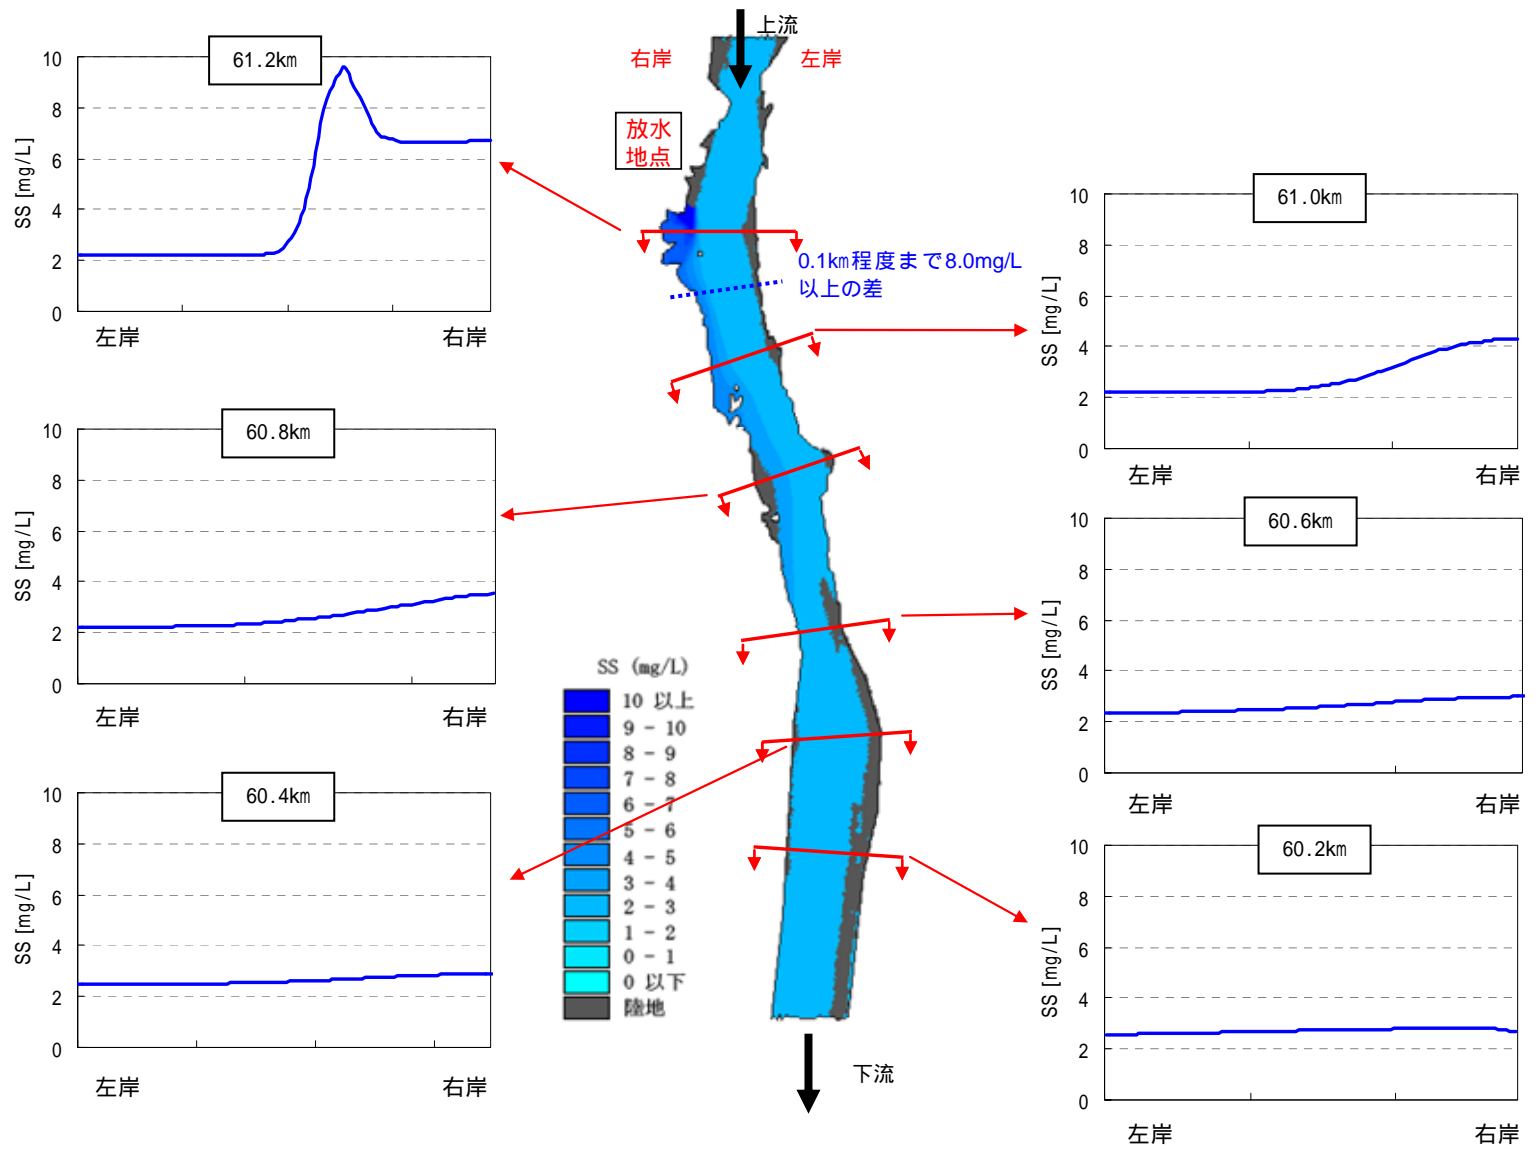 上流
右岸
左岸
放水
地点
0.1㎞程度まで8.0mg/L
以上の差
下流
61.2㎞
SS [mg/L]
10
8
6
4
2
0
左岸
右岸
61.0㎞
SS [mg/L]
10
8
6
4
2
0
左岸
右岸
60.8㎞
SS [mg/L]
10
8
6
4
2
0
左岸
右岸
60.6㎞
SS [mg/L]
10
8
6
4
2
0
左岸
右岸
60.4㎞
SS [mg/L]
10
8
6
4
2
0
左岸
右岸
60.2㎞
SS [mg/L]
10
8
6
4
2
0
左岸
右岸
SS (mg/L)
10 以上
9 - 10
8 - 9
7 - 8
6 - 7
5 - 6
4 - 5
3 - 4
2 - 3
1 - 2
0 - 1
0 以下
陸地